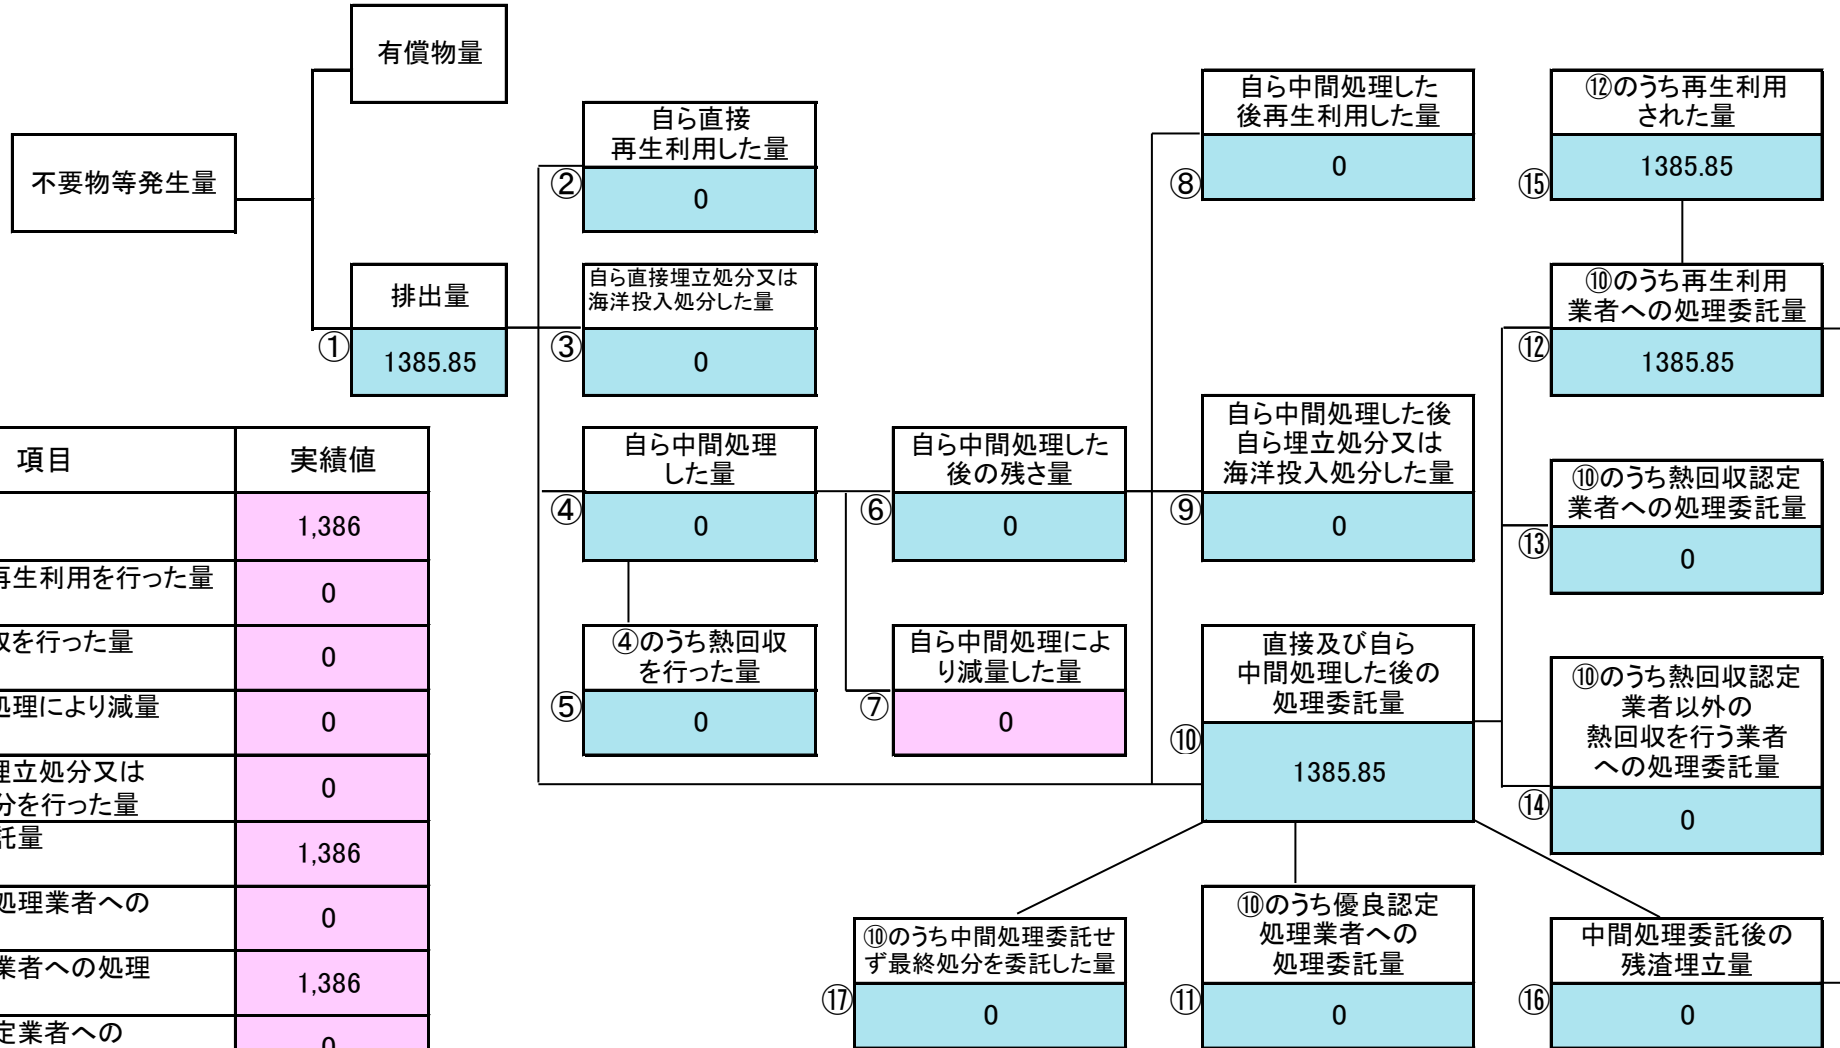 有償物量
不要物等発生量
排出量
①
1385.85
自ら直接
再生利用した量
②
0
自ら直接埋立処分又は
海洋投入処分した量
③
0
自ら中間処理
した量
④
0
④のうち熱回収
を行った量
⑤
0
自ら中間処理した
後の残さ量
⑥
0
自ら中間処理によ
り減量した量
⑦
0
自ら中間処理した
後再生利用した量
⑧
0
自ら中間処理した後
自ら埋立処分又は
海洋投入処分した量
⑨
0
直接及び自ら
中間処理した後の
処理委託量
⑩
1385.85
⑩のうち優良認定
処理業者への
処理委託量
⑪
0
⑫のうち再生利用
された量
⑮
1385.85
⑩のうち再生利用
業者への処理委託量
⑫
1385.85
⑩のうち熱回収認定
業者への処理委託量
⑬
0
⑩のうち熱回収認定
業者以外の
熱回収を行う業者
への処理委託量
⑭
0
中間処理委託後の
残渣埋立量
⑯
0
⑩のうち中間処理委託せ
ず最終処分を委託した量
⑰
0
項目 実績値
1,386
再生利用を行った量 0
収を行った量 0
処理により減量 0
埋立処分又は
分を行った量 0
託量 1,386
処理業者への 0
業者への処理 1,386
定業者への 0